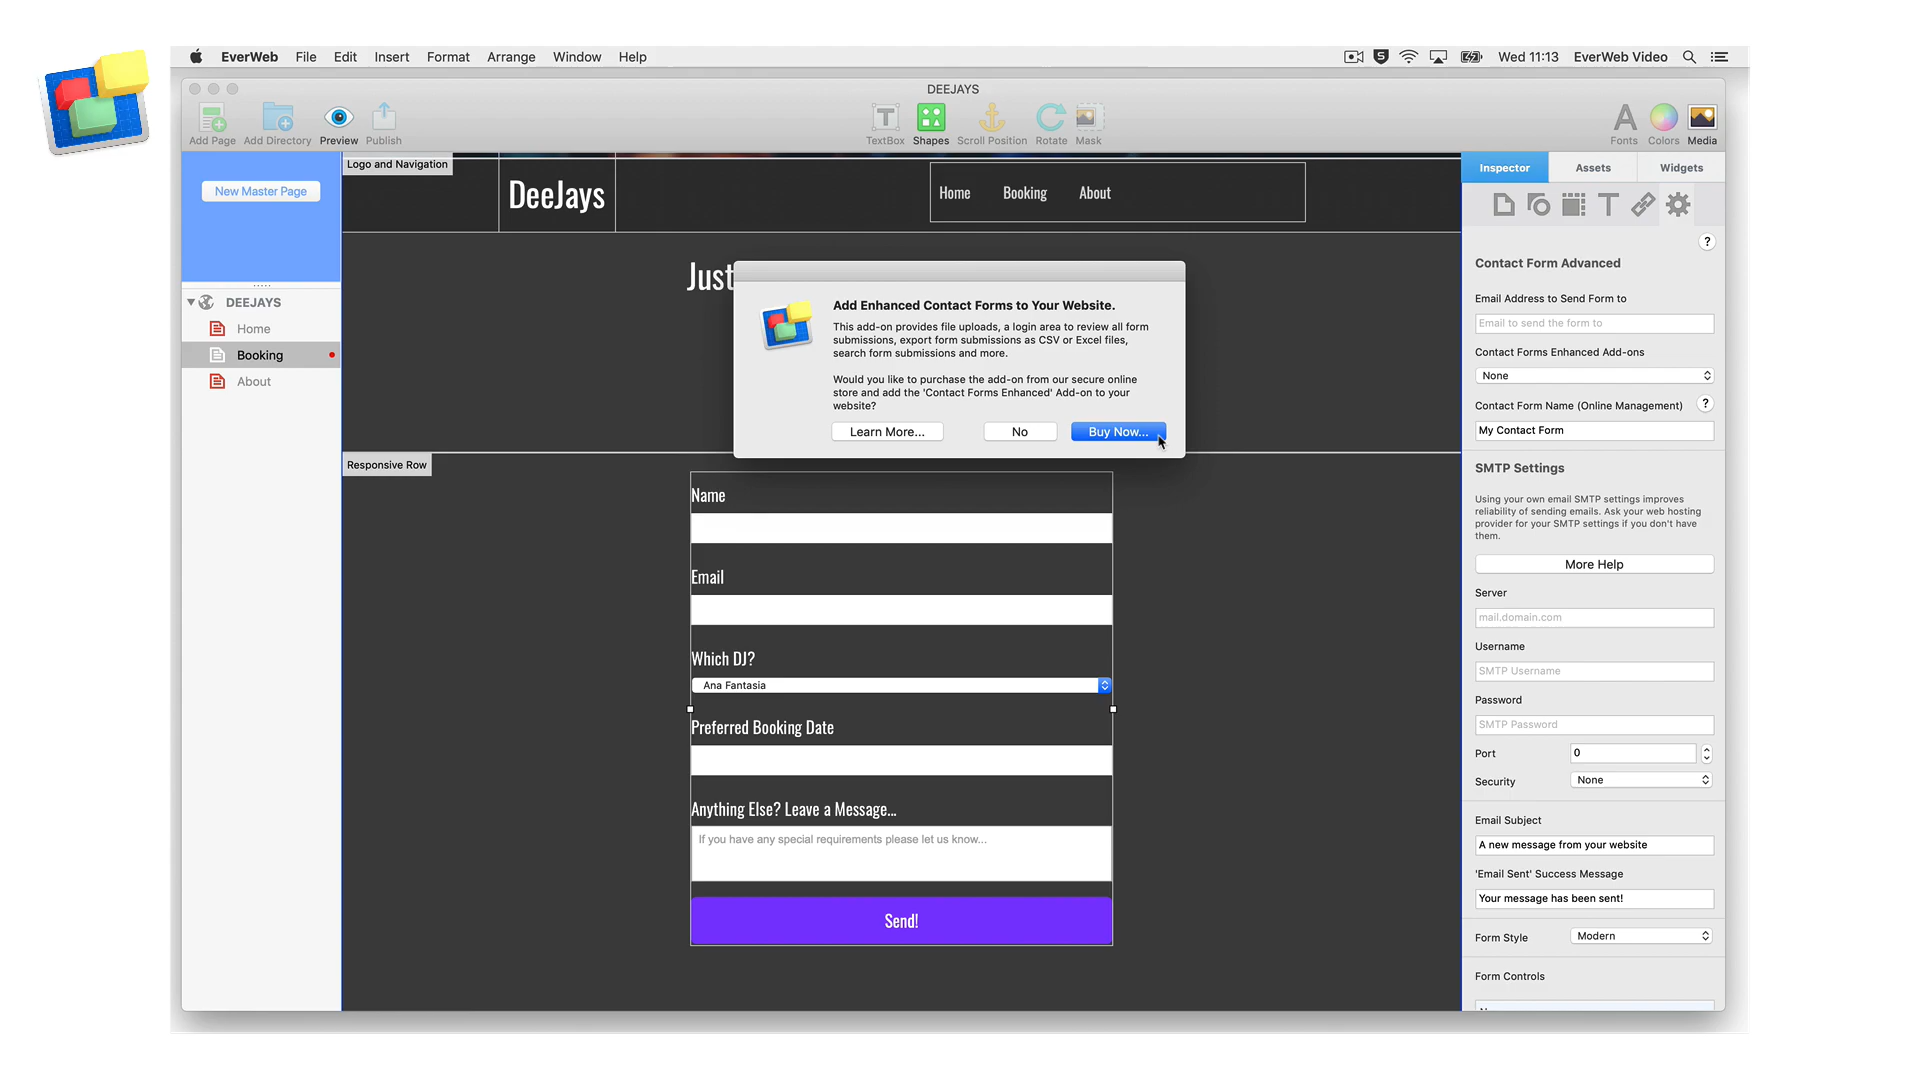 EverWeb File Edit Insert Format Arrange Window Help
Wed 11:13 EverWeb Video
DEEJAYS
Add Page Add Directory Preview Publish
TextBox Shapes Scroll Position Rotate Mask
Fonts Colors Media
New Master Page
DEEJAYS
Home
Booking
About
Logo and Navigation
DeeJays
Home Booking About
Just
Add Enhanced Contact Forms to Your Website.
This add-on provides file uploads, a login area to review all form
submissions, export form submissions as CSV or Excel files,
search form submissions and more.
Would you like to purchase the add-on from our secure online
store and add the 'Contact Forms Enhanced' Add-on to your
website?
Learn More... No Buy Now...
Responsive Row
Name
Email
Which DJ?
Ana Fantasia
Preferred Booking Date
Anything Else? Leave a Message...
If you have any special requirements please let us know...
Send!
Inspector Assets Widgets
?
Contact Form Advanced
Email Address to Send Form to
Email to send the form to
Contact Forms Enhanced Add-ons
None
Contact Form Name (Online Management) ?
My Contact Form
SMTP Settings
Using your own email SMTP settings improves
reliability of sending emails. Ask your web hosting
provider for your SMTP settings if you don't have
them.
More Help
Server
mail.domain.com
Username
SMTP Username
Password
SMTP Password
Port 0
Security None
Email Subject
A new message from your website
'Email Sent' Success Message
Your message has been sent!
Form Style Modern
Form Controls